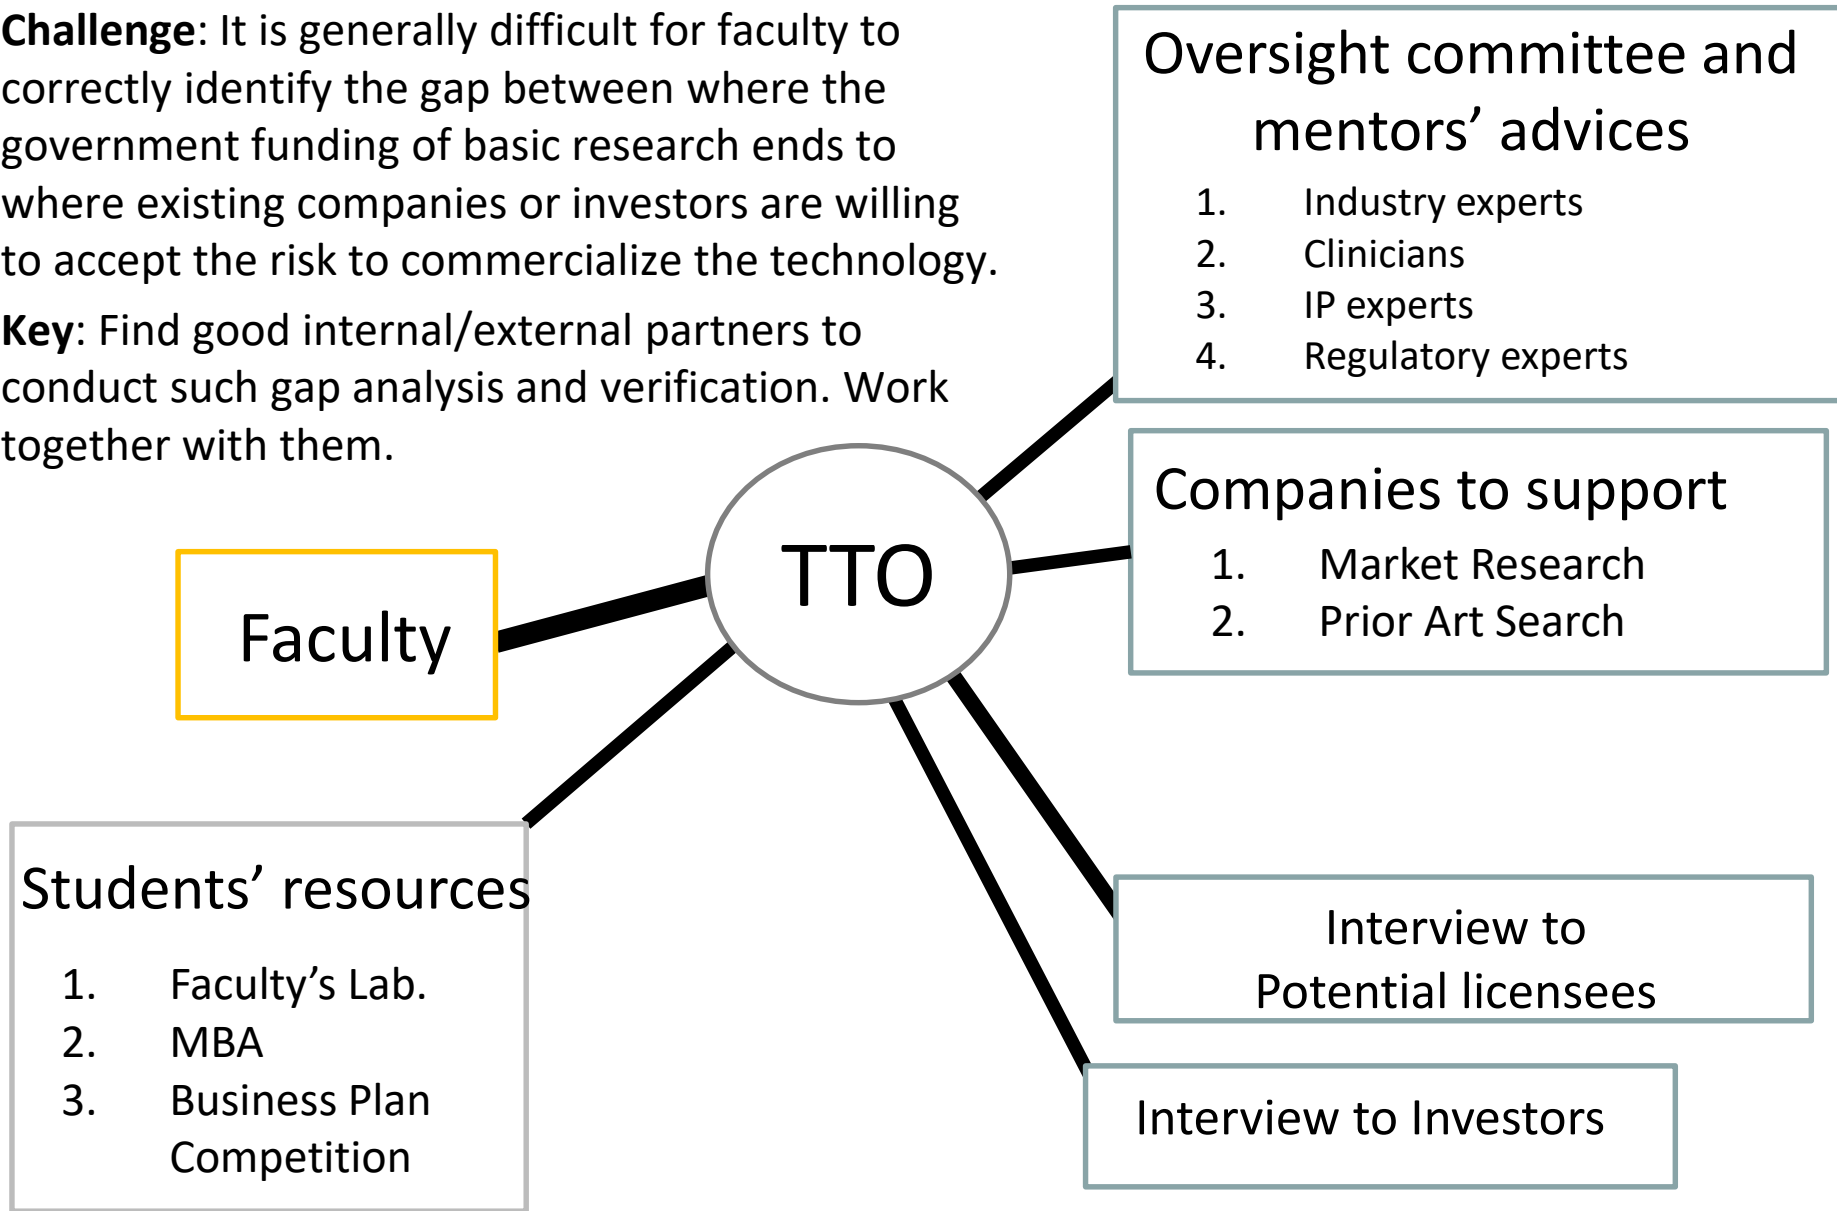 Challenge: It is generally difficult for faculty to
correctly identify the gap between where the
government funding of basic research ends to
where existing companies or investors are willing
to accept the risk to commercialize the technology.
Key: Find good internal/external partners to
conduct such gap analysis and verification. Work
together with them.
Oversight committee and
mentors’ advices
1. Industry experts
2. Clinicians
3. IP experts
4. Regulatory experts
Companies to support
1. Market Research
2. Prior Art Search
TTO
Faculty
Students’ resources
1. Faculty’s Lab.
2. MBA
3. Business Plan
Competition
Interview to
Potential licensees
Interview to Investors